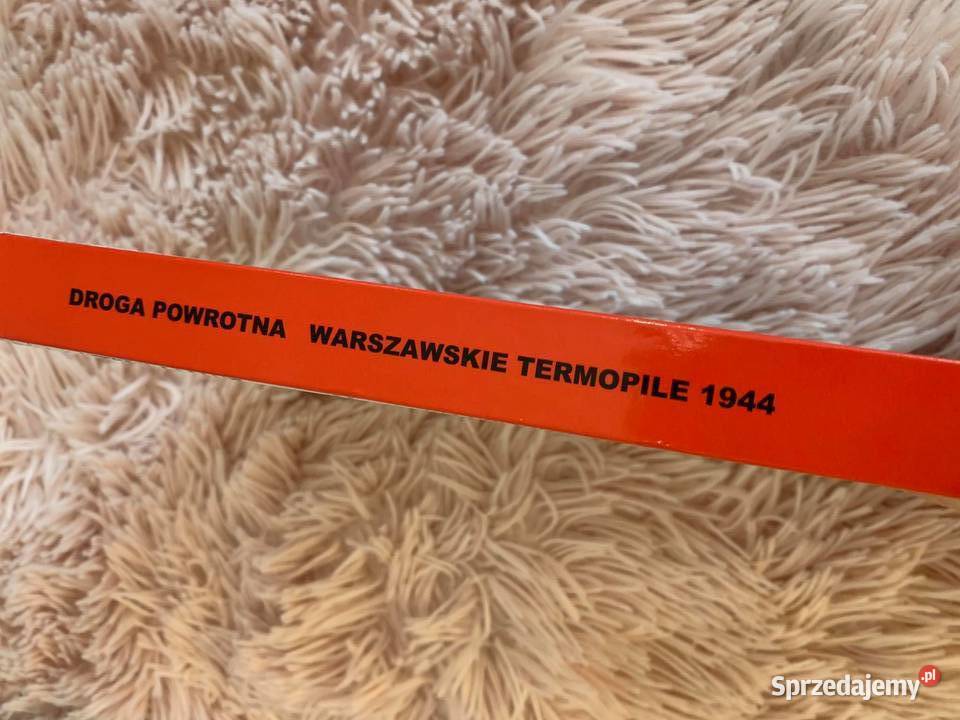 DROGA POWROTNA WARSZAWSKIE TERMOPILE 1944
Sprzedajemy.pl